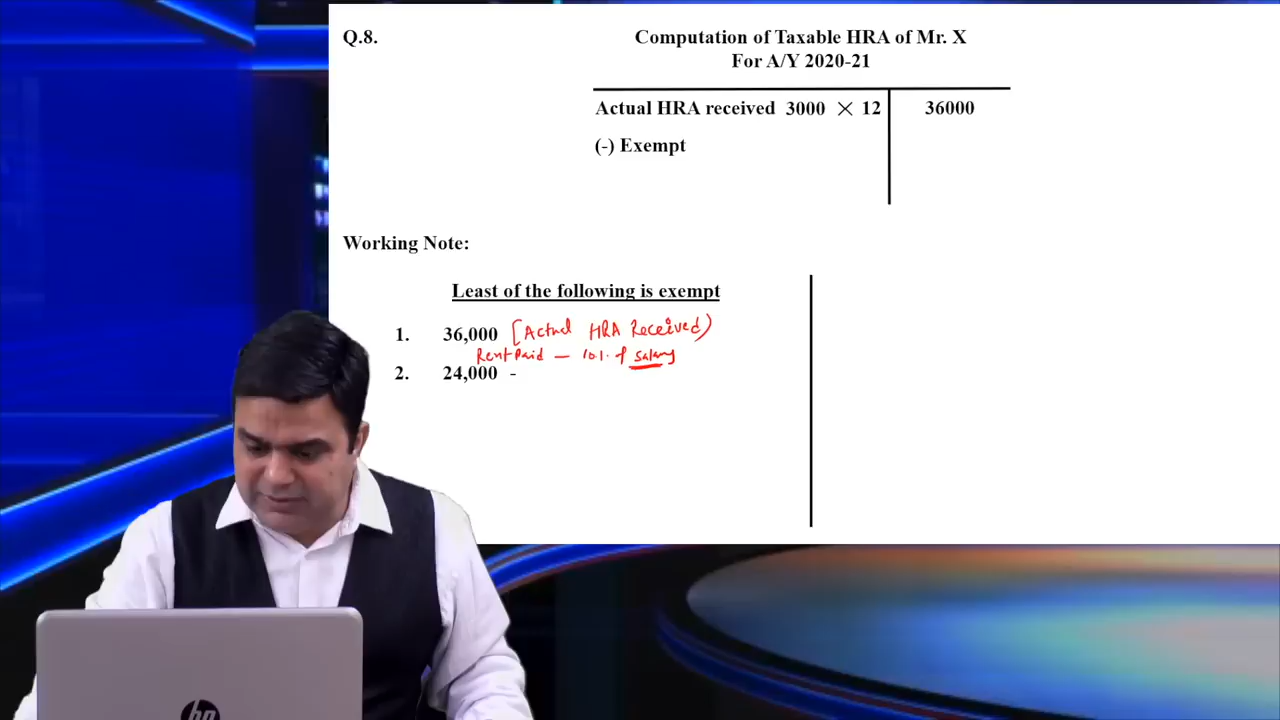 Q.8.
Computation of Taxable HRA of Mr. X
For A/Y 2020-21
Actual HRA received 3000 × 12 36000
(-) Exempt
Working Note:
Least of the following is exempt
1. 36,000 [Actual HRA Received)
Rent Paid — 10% of salary
2. 24,000 -
hp